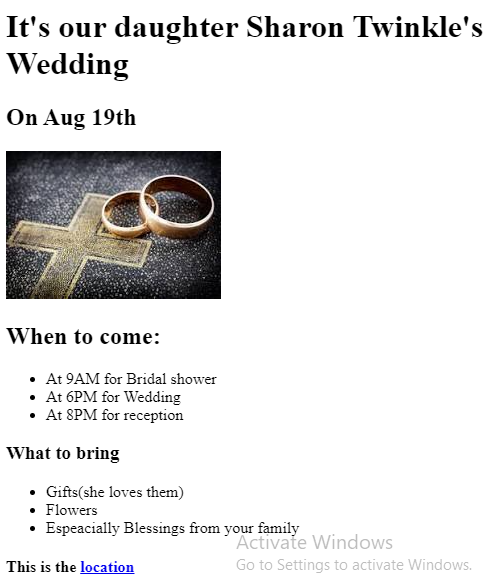 It's our daughter Sharon Twinkle's
Wedding
On Aug 19th
When to come:
At 9AM for Bridal shower
At 6PM for Wedding
At 8PM for reception
What to bring
Gifts(she loves them)
Flowers
Espeacially Blessings from your family
Activate Windows
This is the location
Go to Settings to activate Windows.